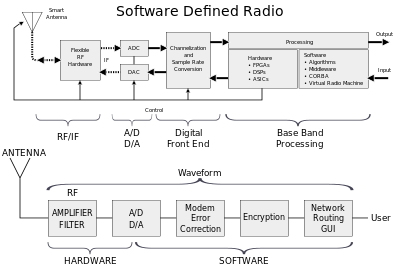 Software Defined Radio
Smart
Antenna
Flexible
RF
Hardware
IF
ADC
DAC
Channelization
and
Sample Rate
Conversion
Processing
Hardware
• FPGAs
• DSPs
• ASICs
Software
• Algorithms
• Middleware
• CORBA
• Virtual Radio Machine
Output
Input
Control
RF/IF
A/D
D/A
Digital
Front End
Base Band
Processing
ANTENNA
Waveform
RF
AMPLIFIER
FILTER
A/D
D/A
Modem
Error
Correction
Encryption
Network
Routing
GUI
User
HARDWARE
SOFTWARE